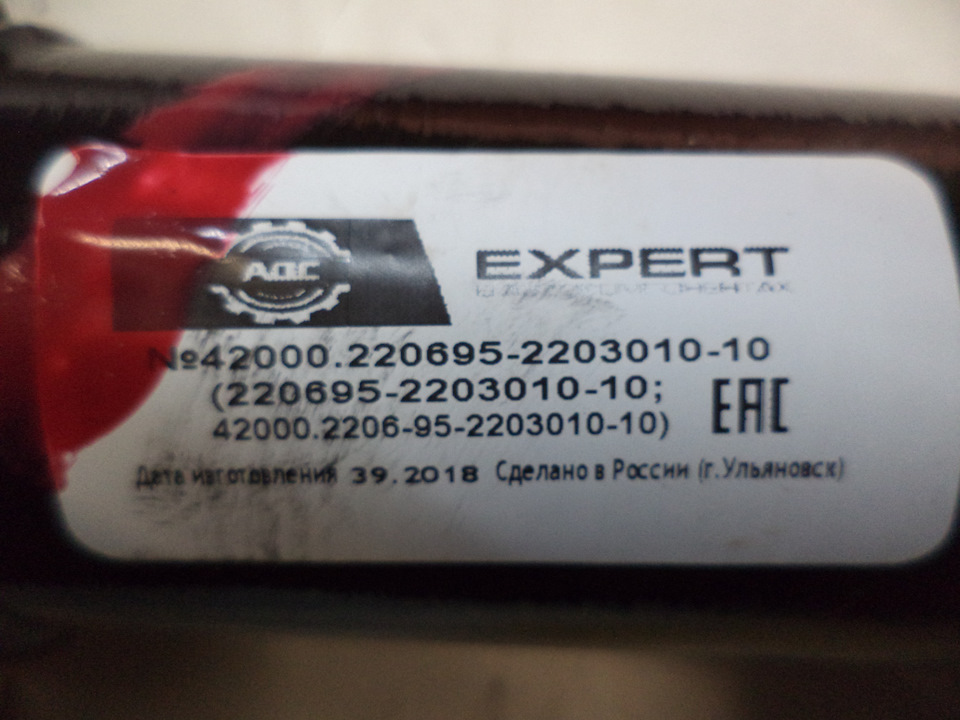 АДС
EXPERT
№42000.220695-2203010-10
(220695-2203010-10;
42000.2206-95-2203010-10)
EAC
Дата изготовления 39.2018 Сделано в России (г.Ульяновск)